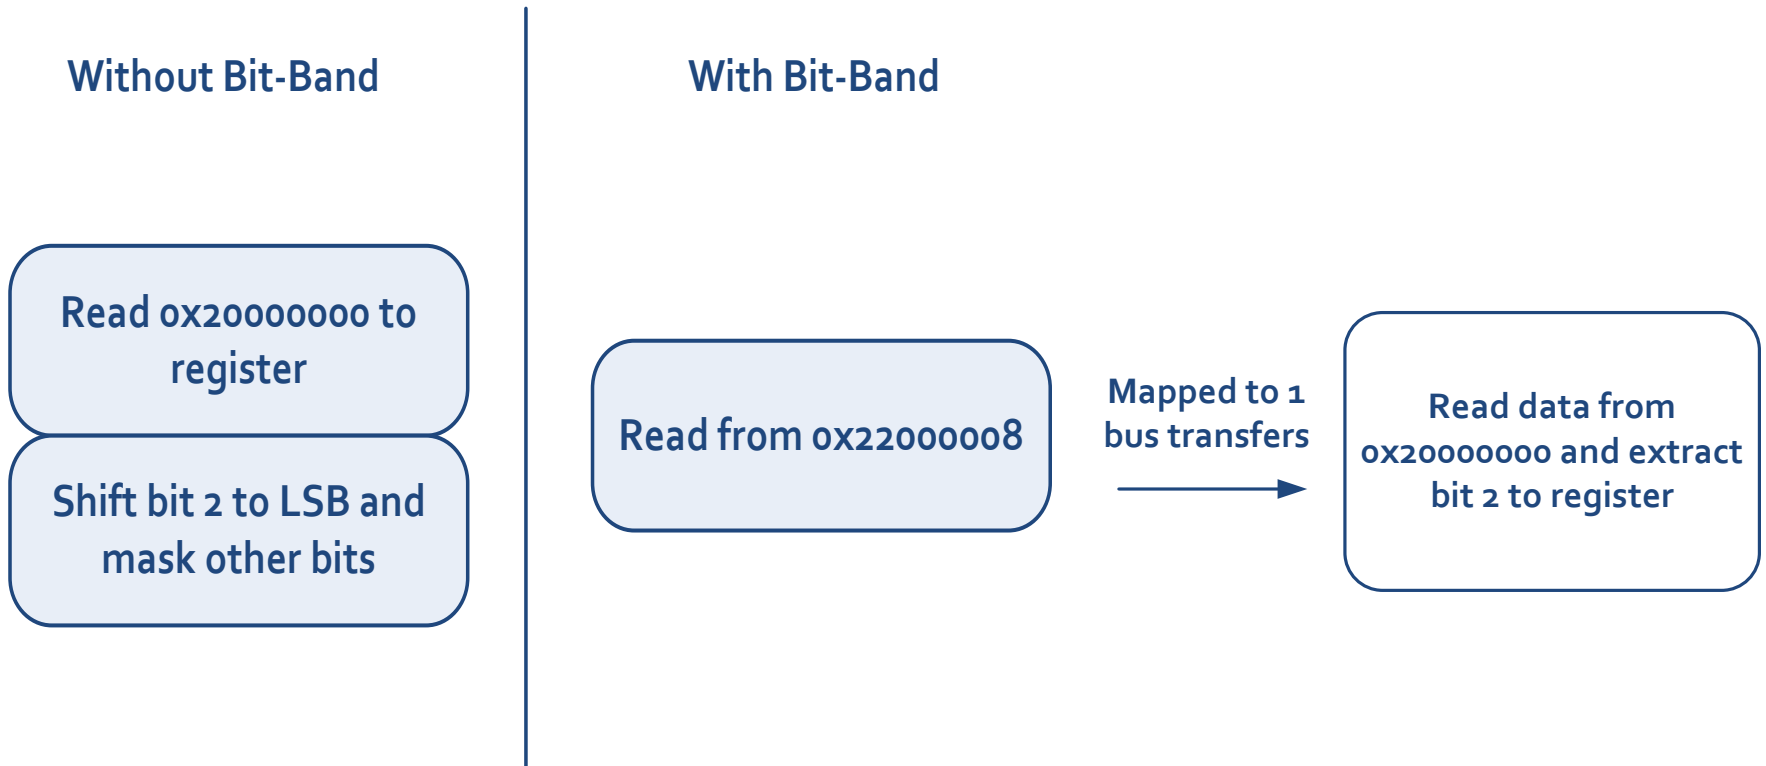 Without Bit-Band
With Bit-Band
Read 0x20000000 to
register
Shift bit 2 to LSB and
mask other bits
Read from 0x22000008
Mapped to 1
bus transfers
Read data from
0x20000000 and extract
bit 2 to register